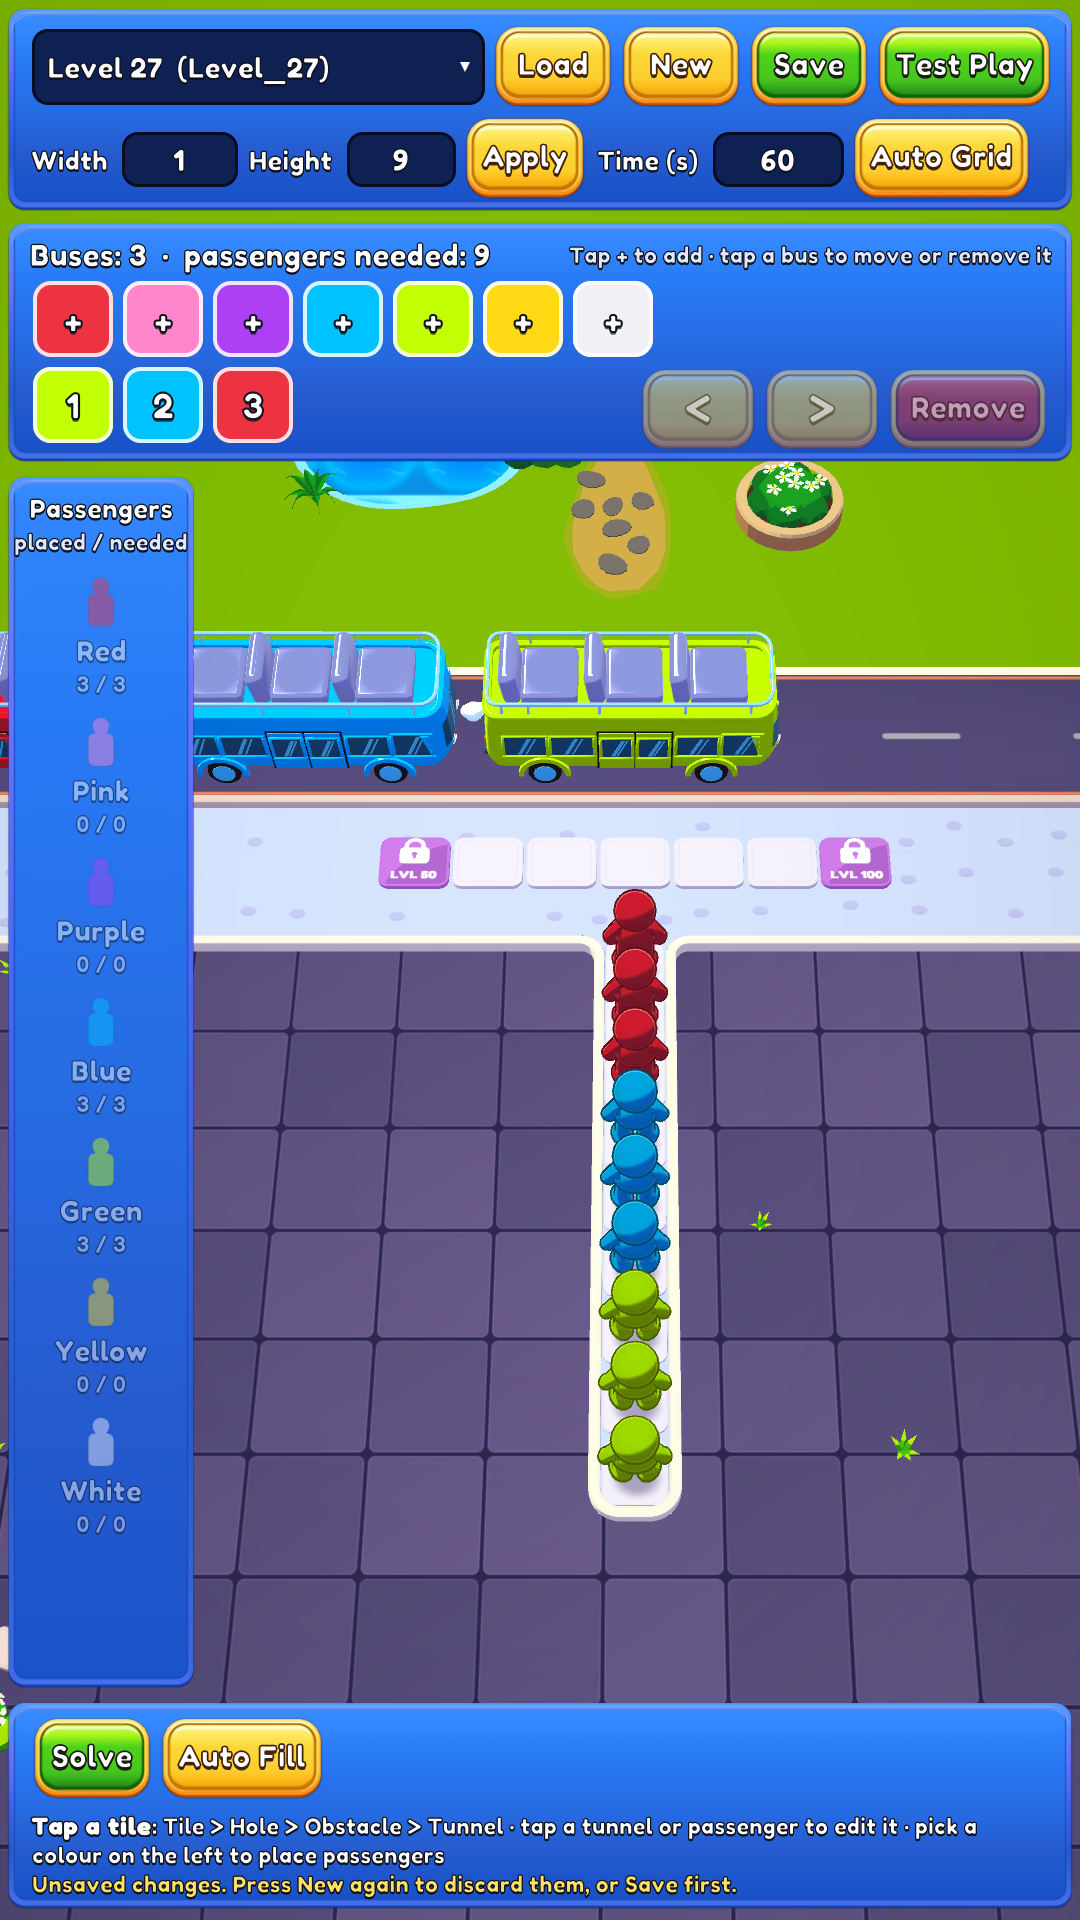 Level 27 (Level_27)
Load
New
Save
Test Play
Width
1
Height
9
Apply
Time (s)
60
Auto Grid
Buses: 3 · passengers needed: 9
Tap + to add · tap a bus to move or remove it
+ + + + + + +
1 2 3
< > Remove
Passengers
placed / needed
Red
3 / 3
Pink
0 / 0
Purple
0 / 0
Blue
3 / 3
Green
3 / 3
Yellow
0 / 0
White
0 / 0
LVL 50
LVL 100
Solve
Auto Fill
Tap a tile: Tile > Hole > Obstacle > Tunnel · tap a tunnel or passenger to edit it · pick a
colour on the left to place passengers
Unsaved changes. Press New again to discard them, or Save first.